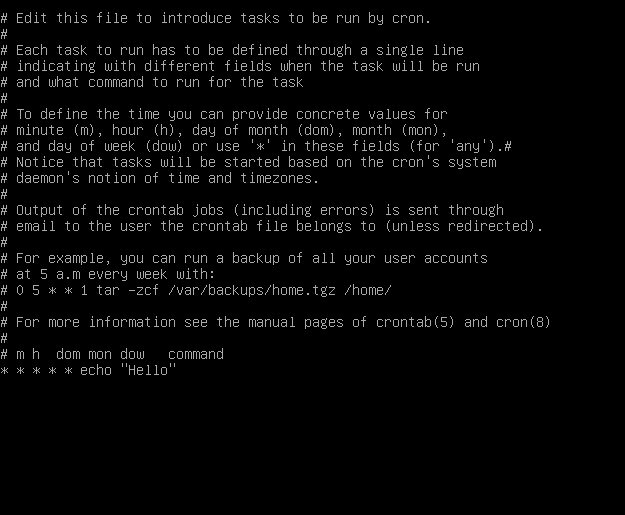 # Edit this file to introduce tasks to be run by cron.
#
# Each task to run has to be defined through a single line
# indicating with different fields when the task will be run
# and what command to run for the task
#
# To define the time you can provide concrete values for
# minute (m), hour (h), day of month (dom), month (mon),
# and day of week (dow) or use '*' in these fields (for 'any').#
# Notice that tasks will be started based on the cron's system
# daemon's notion of time and timezones.
#
# Output of the crontab jobs (including errors) is sent through
# email to the user the crontab file belongs to (unless redirected).
#
# For example, you can run a backup of all your user accounts
# at 5 a.m every week with:
# 0 5 * * 1 tar -zcf /var/backups/home.tgz /home/
#
# For more information see the manual pages of crontab(5) and cron(8)
#
# m h  dom mon dow   command
* * * * * echo "Hello"